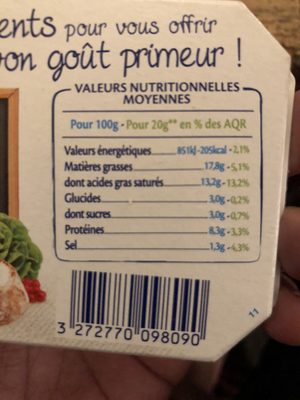 ents pour vous offrir
on goût primeur !
VALEURS NUTRITIONNELLES
MOYENNES
Pour 100g - Pour 20g** en % des AQR
Valeurs énergétiques 851kJ-205kcal - 2,1%
Matières grasses 17,8g - 5,1%
dont acides gras saturés 13,2g - 13,2%
Glucides 3,0g - 0,2%
dont sucres 3,0g - 0,7%
Protéines 8,3g - 3,3%
Sel 1,3g - 4,3%
3 272770 098090
11